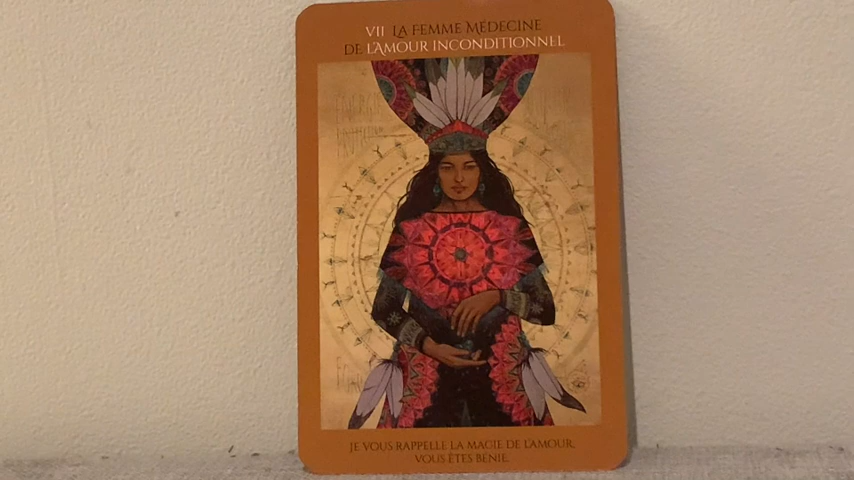 VII LA FEMME MÉDECINE
DE L'AMOUR INCONDITIONNEL
JE VOUS RAPPELLE LA MAGIE DE L'AMOUR,
VOUS ÊTES BÉNIE.